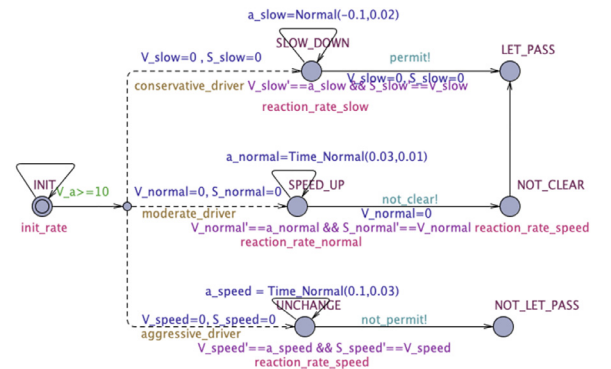 a_slow=Normal(-0.1,0.02)
SLOW_DOWN
LET_PASS
V_slow=0 , S_slow=0
permit!
V_slow=0, S_slow=0
conservative_driver
V_slow'==a_slow && S_slow'==V_slow
reaction_rate_slow
a_normal=Time_Normal(0.03,0.01)
INIT
V_a>=10
V_normal=0, S_normal=0
SPEED_UP
not_clear!
NOT_CLEAR
init_rate
moderate_driver
V_normal=0
V_normal'==a_normal && S_normal'==V_normal
reaction_rate_speed
reaction_rate_normal
a_speed = Time_Normal(0.1,0.03)
UNCHANGE
NOT_LET_PASS
V_speed=0, S_speed=0
not_permit!
aggressive_driver
V_speed'==a_speed && S_speed'==V_speed
reaction_rate_speed